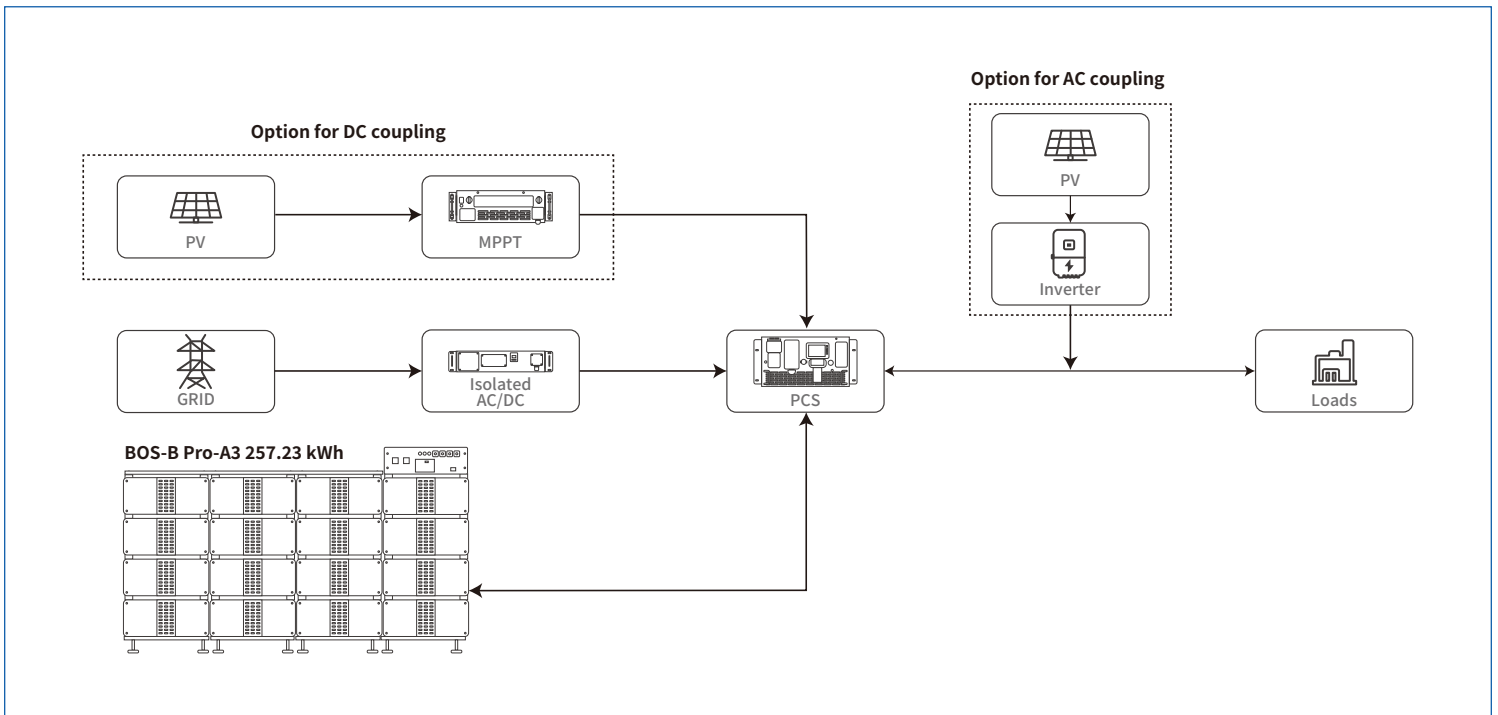 Option for AC coupling
Option for DC coupling
PV
PV
MPPT
Inverter
GRID
Isolated
AC/DC
PCS
Loads
BOS-B Pro-A3 257.23 kWh